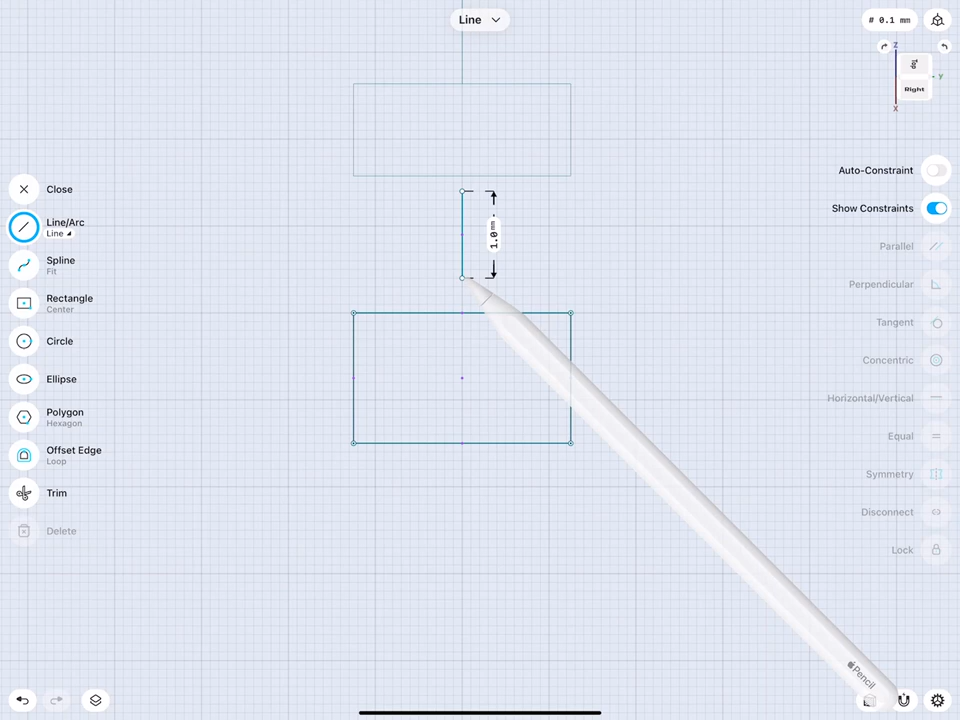 Line
# 0.1 mm
Z
Top
y
Right
X
Auto-Constraint
Close
Show Constraints
Line/Arc
Line
1.0 mm
Parallel
Spline
Fit
Perpendicular
Rectangle
Center
Tangent
Circle
Concentric
Ellipse
Horizontal/Vertical
Polygon
Hexagon
Equal
Offset Edge
Loop
Symmetry
Trim
Disconnect
Delete
Lock
Pencil